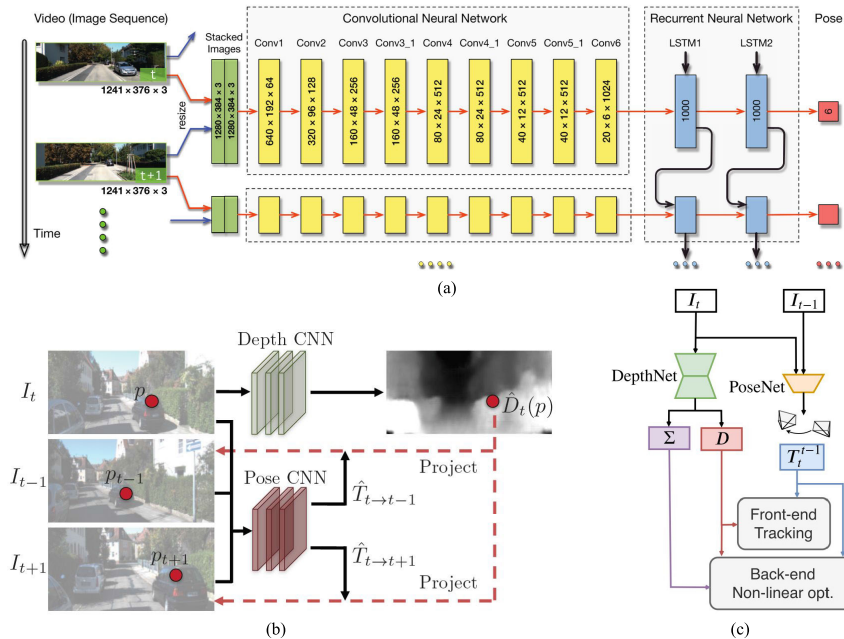 Video (Image Sequence)
Convolutional Neural Network
Recurrent Neural Network
Pose
Stacked
Images
Conv1
Conv2
Conv3
Conv3_1
Conv4
Conv4_1
Conv5
Conv5_1
Conv6
LSTM1
LSTM2
t
1241 × 376 × 3
resize
1280 × 384 × 3
1280 × 384 × 3
640 × 192 × 64
320 × 96 × 128
160 × 48 × 256
160 × 48 × 256
80 × 24 × 512
80 × 24 × 512
40 × 12 × 512
40 × 12 × 512
20 × 6 × 1024
1000
1000
6
t+1
1241 × 376 × 3
Time
(a)
Depth CNN
I_t
p
D̂_t(p)
I_{t−1}
p_{t−1}
Pose CNN
Project
T̂_{t→t−1}
I_{t+1}
p_{t+1}
T̂_{t→t+1}
Project
(b)
I_t
I_{t−1}
DepthNet
PoseNet
Σ
D
T_t^{t−1}
Front-end
Tracking
Back-end
Non-linear opt.
(c)